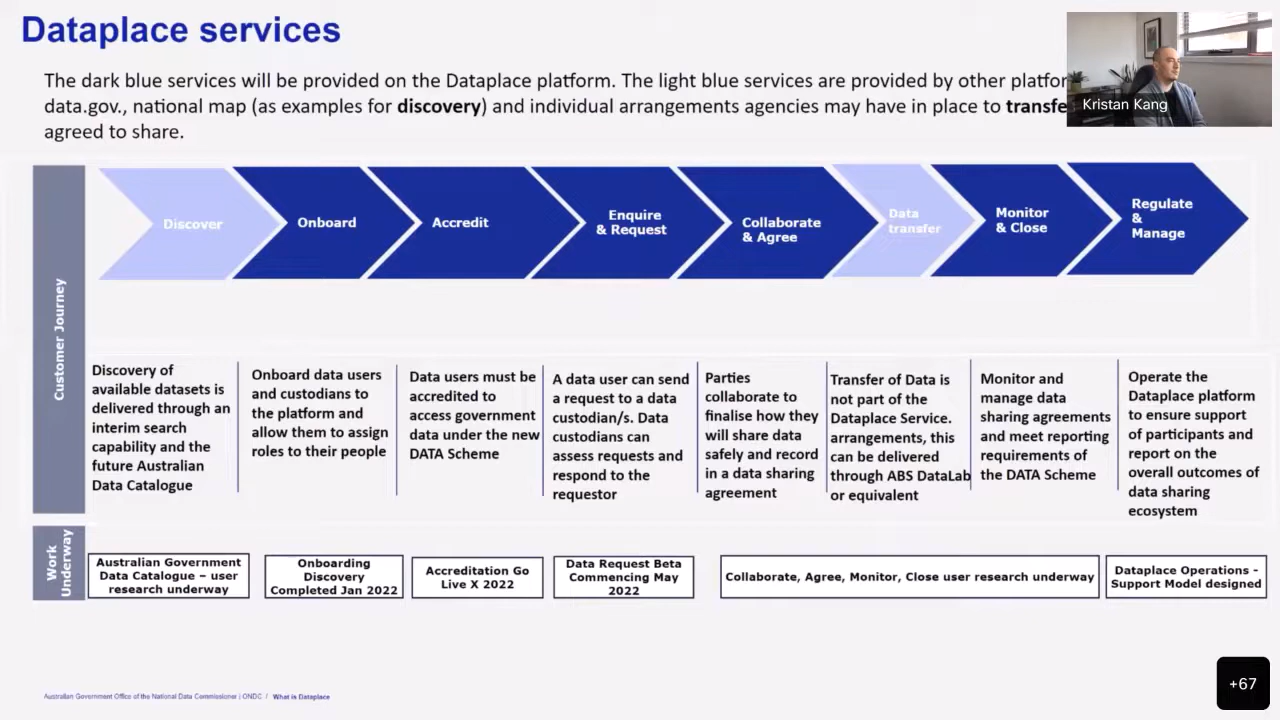 Dataplace services
The dark blue services will be provided on the Dataplace platform. The light blue services are provided by other
data.gov., national map (as examples for discovery) and individual arrangements agencies may have in place to
agreed to share.
Kristan Kang
Customer Journey
Discover
Onboard
Accredit
Enquire
& Request
Collaborate
& Agree
Data
transfer
Monitor
& Close
Regulate
&
Manage
Discovery of
available datasets is
delivered through an
interim search
capability and the
future Australian
Data Catalogue
Onboard data users
and custodians to
the platform and
allow them to assign
roles to their people
Data users must be
accredited to
access government
data under the new
DATA Scheme
A data user can send
a request to a data
custodian/s. Data
custodians can
assess requests and
respond to the
requestor
Parties
collaborate to
finalise how they
will share data
safely and record
in a data sharing
agreement
Transfer of Data is
not part of the
Dataplace Service.
arrangements, this
can be delivered
through ABS DataLab
or equivalent
Monitor and
manage data
sharing agreements
and meet reporting
requirements of
the DATA Scheme
Operate the
Dataplace platform
to ensure support
of participants and
report on the
overall outcomes of
data sharing
ecosystem
Work
Underway
Australian Government
Data Catalogue – user
research underway
Onboarding
Discovery
Completed Jan 2022
Accreditation Go
Live X 2022
Data Request Beta
Commencing May
2022
Collaborate, Agree, Monitor, Close user research underway
Dataplace Operations -
Support Model designed
Australian Government Office of the National Data Commissioner | ONDC / What is Dataplace
+67